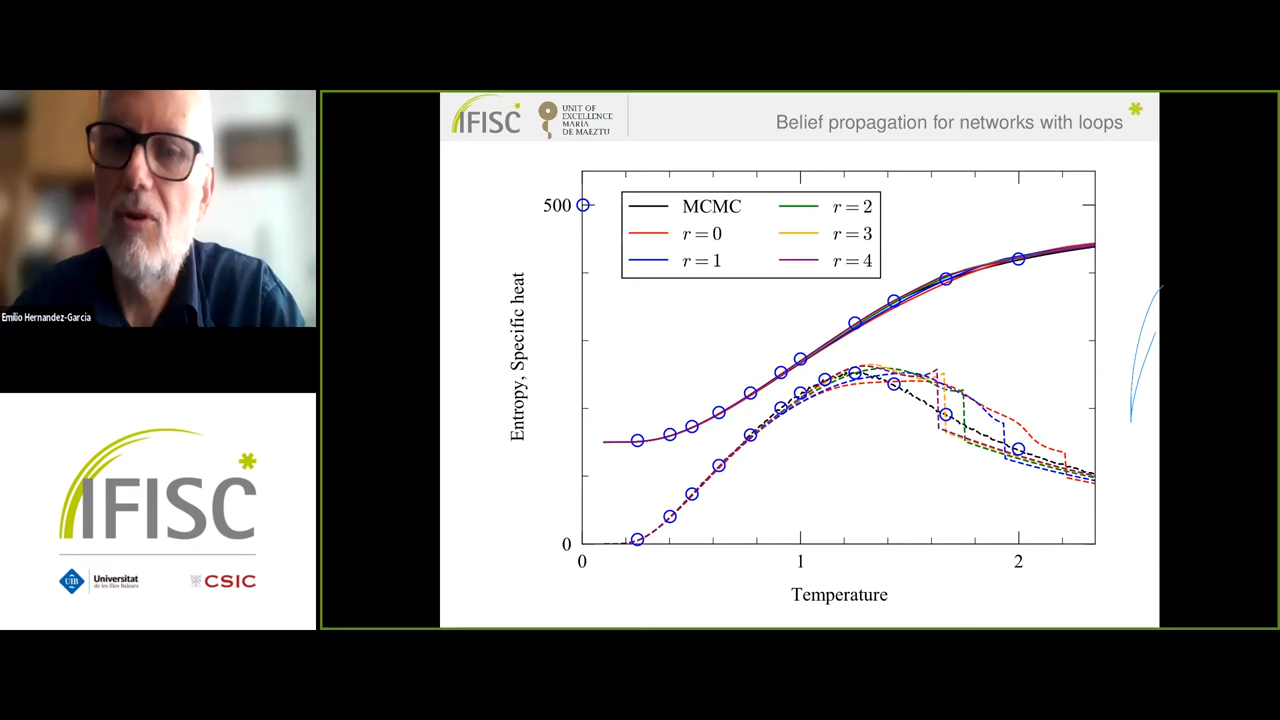 IFISC
UNIT OF
EXCELLENCE
MARÍA
DE MAEZTU
Belief propagation for networks with loops
500
MCMC
r = 0
r = 1
r = 2
r = 3
r = 4
Entropy, Specific heat
0
0
1
2
Temperature
Emilio Hernandez-Garcia
IFISC
UIB
Universitat
de les Illes Balears
CSIC